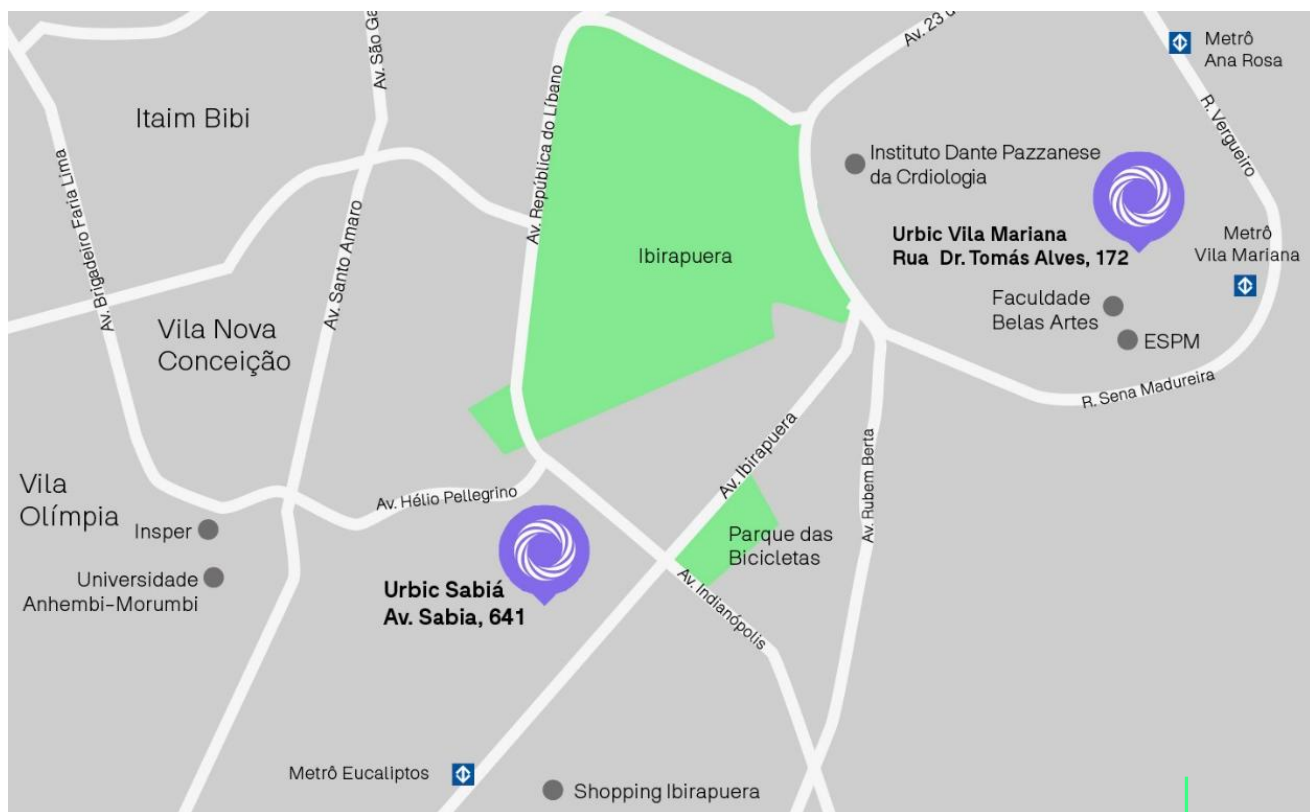 Av. São Ga
Av. 23 d
Metrô
Ana Rosa
Itaim Bibi
R. Vergueiro
Av. República do Líbano
Instituto Dante Pazzanese
da Crdiologia
Av. Brigadeiro Faria Lima
Urbic Vila Mariana
Rua Dr. Tomás Alves, 172
Metrô
Vila Mariana
Ibirapuera
Av. Santo Amaro
Faculdade
Belas Artes
ESPM
Vila Nova
Conceição
R. Sena Madureira
Av. Ibirapuera
Av. Rubem Berta
Vila
Olímpia
Av. Hélio Pellegrino
Insper
Parque das
Bicicletas
Universidade
Anhembi-Morumbi
Urbic Sabiá
Av. Sabia, 641
Av. Indianópolis
Metrô Eucaliptos
Shopping Ibirapuera